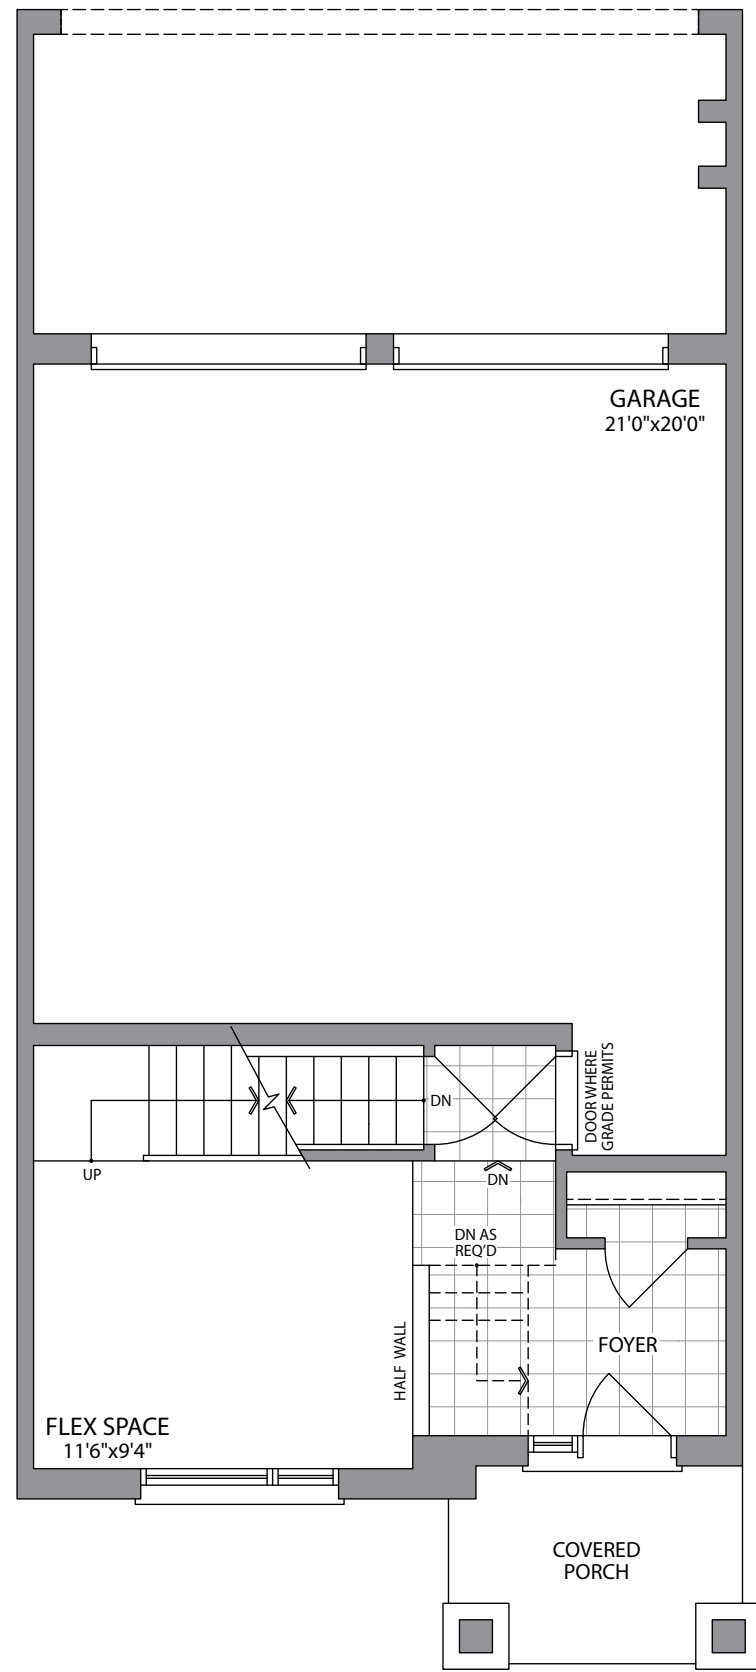 GARAGE
21'0"x20'0"
DOOR WHERE
GRADE PERMITS
DN
UP
DN
DN AS
REQ'D
HALF WALL
FOYER
FLEX SPACE
11'6"x9'4"
COVERED
PORCH